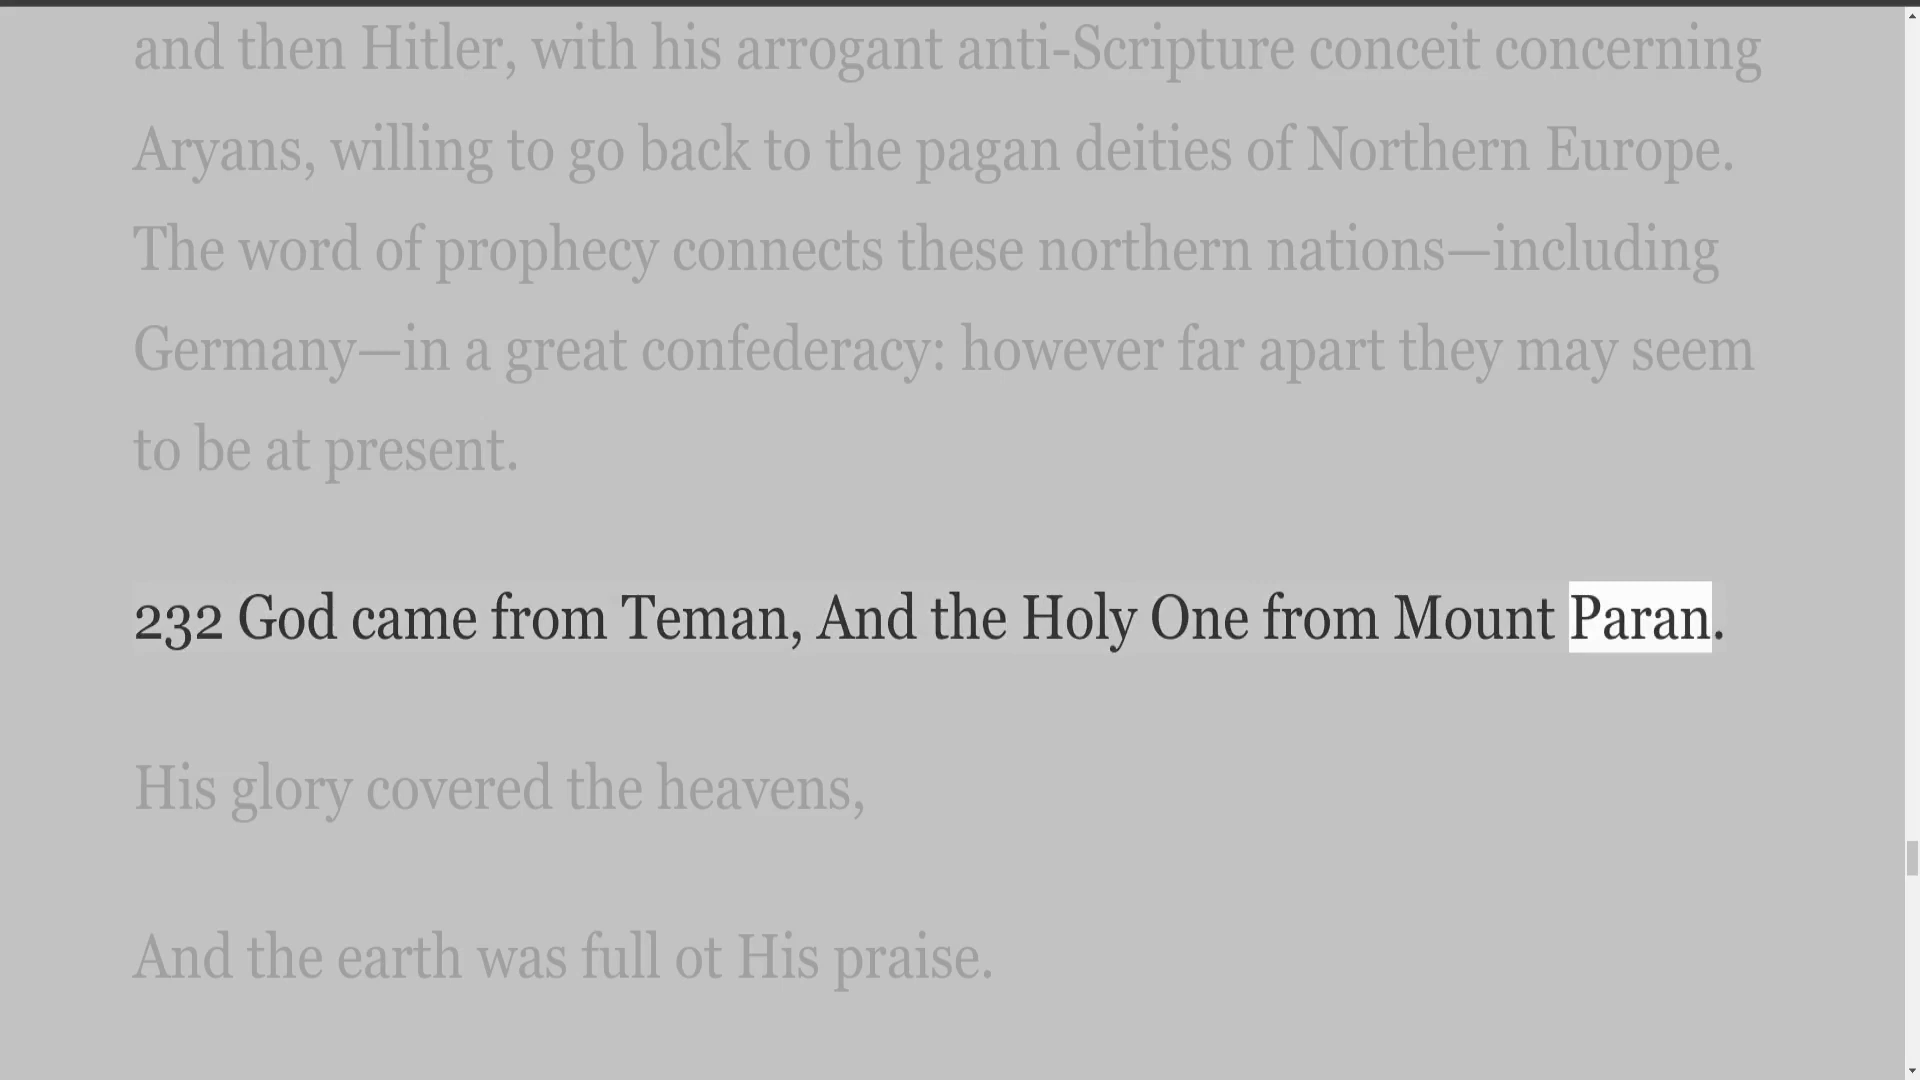 and then Hitler, with his arrogant anti-Scripture conceit concerning
Aryans, willing to go back to the pagan deities of Northern Europe.
The word of prophecy connects these northern nations—including
Germany—in a great confederacy: however far apart they may seem
to be at present.
232 God came from Teman, And the Holy One from Mount Paran.
His glory covered the heavens,
And the earth was full ot His praise.